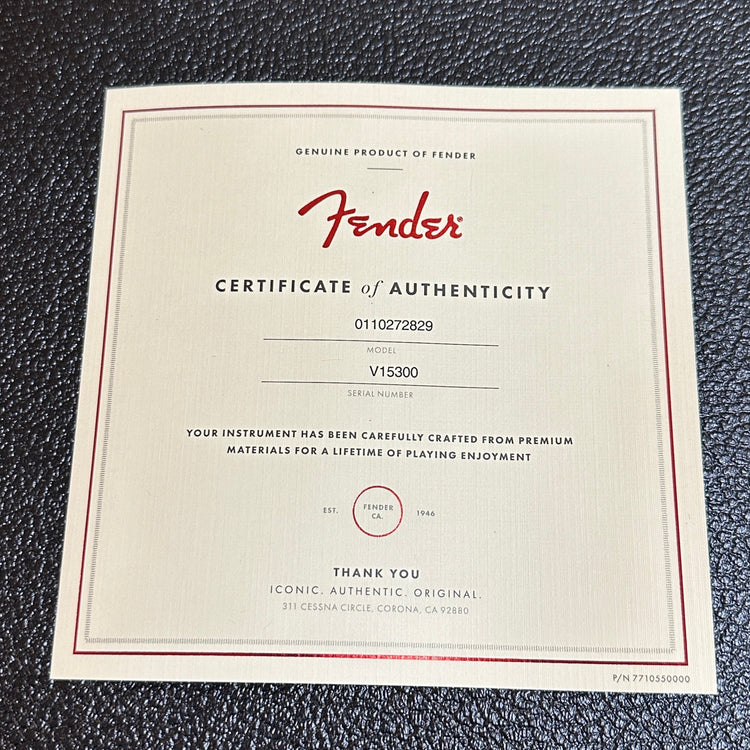 GENUINE PRODUCT OF FENDER
Fender®
CERTIFICATE of AUTHENTICITY
0110272829
MODEL
V15300
SERIAL NUMBER
YOUR INSTRUMENT HAS BEEN CAREFULLY CRAFTED FROM PREMIUM
MATERIALS FOR A LIFETIME OF PLAYING ENJOYMENT
EST. FENDER CA. 1946
THANK YOU
ICONIC. AUTHENTIC. ORIGINAL.
311 CESSNA CIRCLE, CORONA, CA 92880
P/N 7710550000